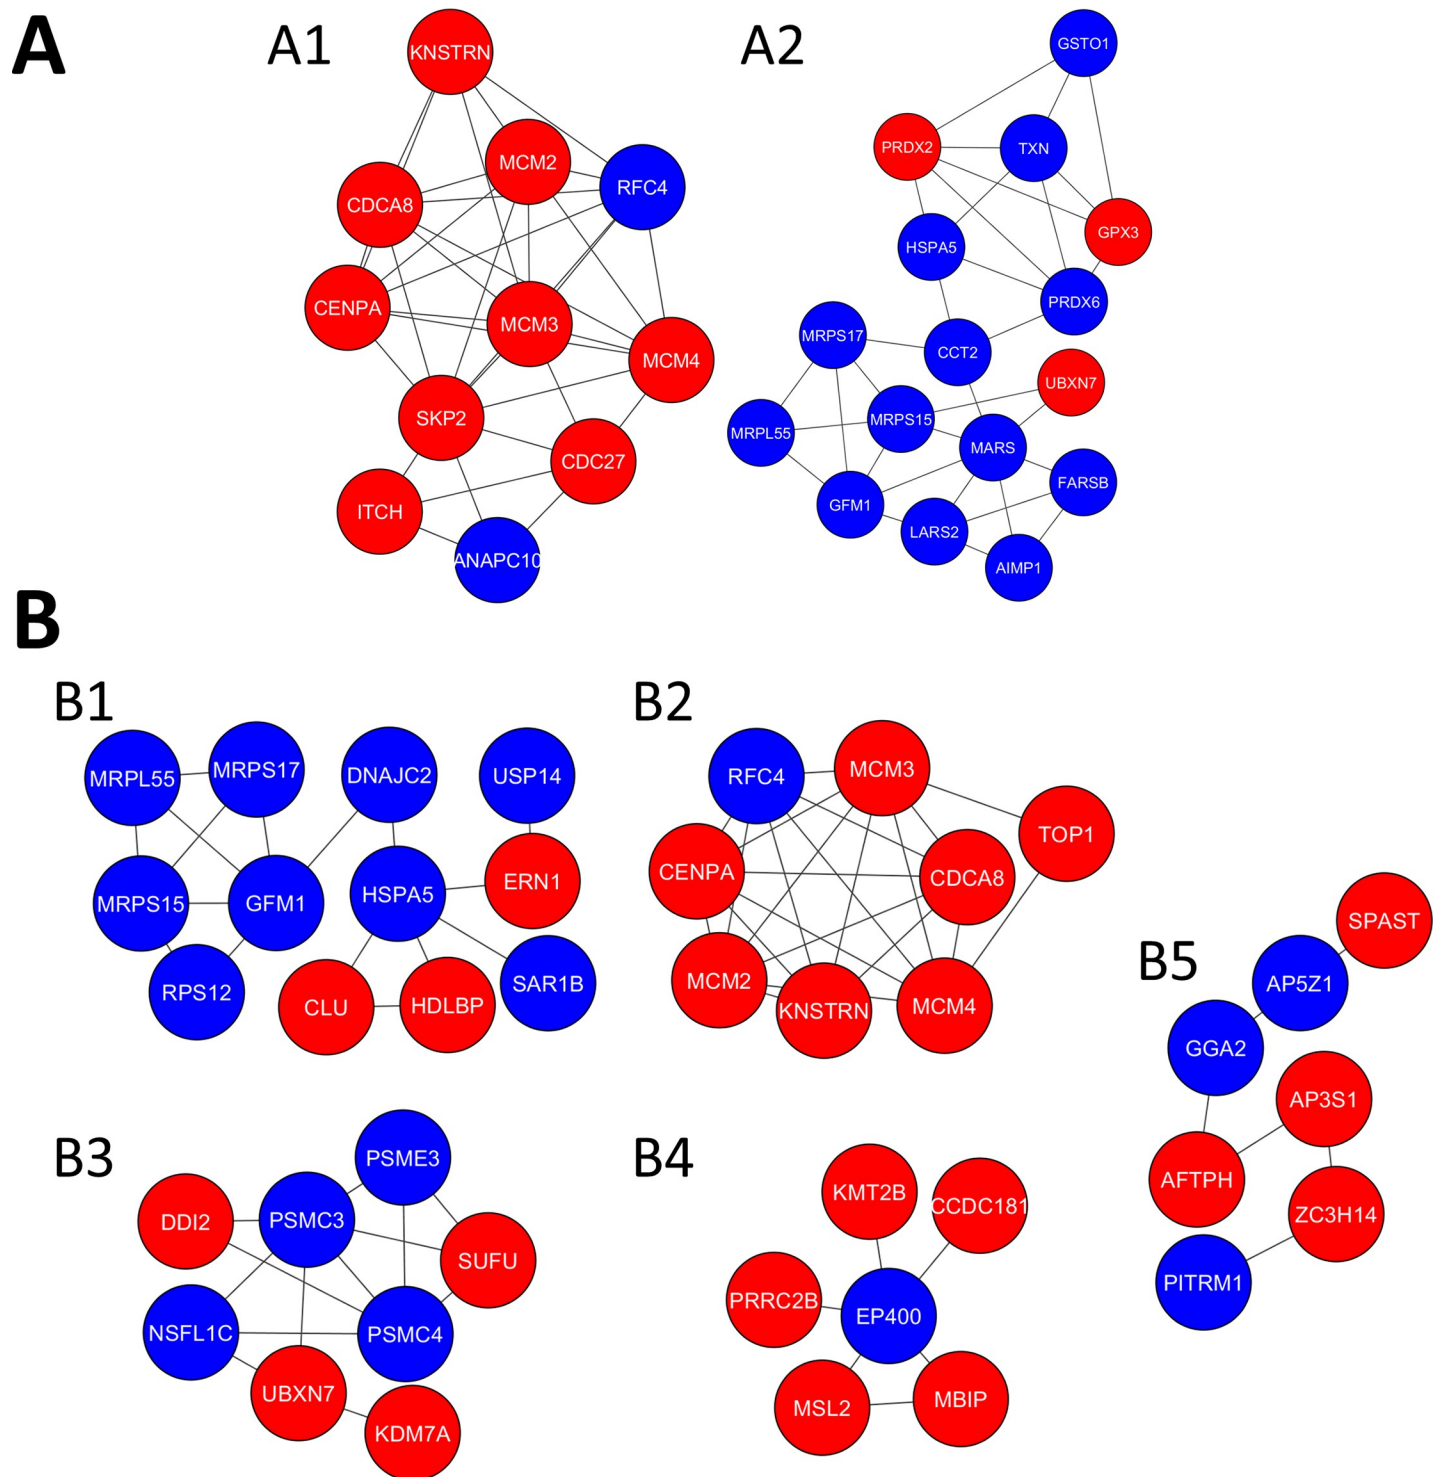 A
A1
KNSTRN
MCM2
RFC4
CDCA8
CENPA
MCM3
MCM4
SKP2
CDC27
ITCH
ANAPC10
A2
GSTO1
PRDX2
TXN
GPX3
HSPA5
PRDX6
MRPS17
CCT2
UBXN7
MRPL55
MRPS15
MARS
FARSB
GFM1
LARS2
AIMP1
B
B1
MRPL55
MRPS17
DNAJC2
USP14
MRPS15
GFM1
HSPA5
ERN1
RPS12
CLU
HDLBP
SAR1B
B2
RFC4
MCM3
TOP1
CENPA
CDCA8
MCM2
KNSTRN
MCM4
B3
PSME3
DDI2
PSMC3
SUFU
NSFL1C
PSMC4
UBXN7
KDM7A
B4
KMT2B
CCDC181
PRRC2B
EP400
MSL2
MBIP
B5
SPAST
AP5Z1
GGA2
AP3S1
AFTPH
ZC3H14
PITRM1